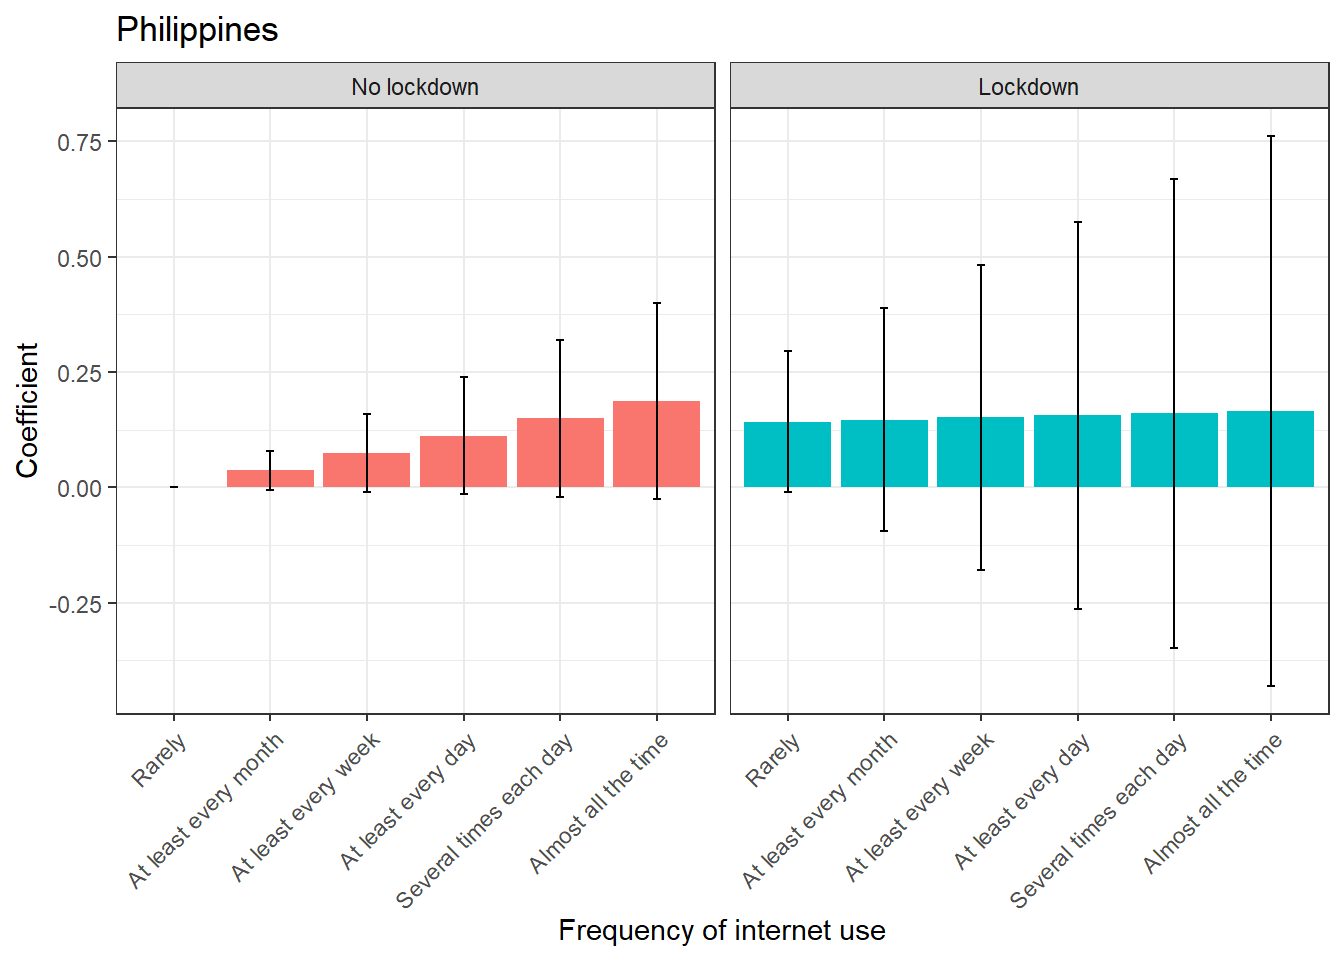 Philippines
No lockdown
Lockdown
Coefficient
0.75
0.50
0.25
0.00
-0.25
Rarely
At least every month
At least every week
At least every day
Several times each day
Almost all the time
Rarely
At least every month
At least every week
At least every day
Several times each day
Almost all the time
Frequency of internet use